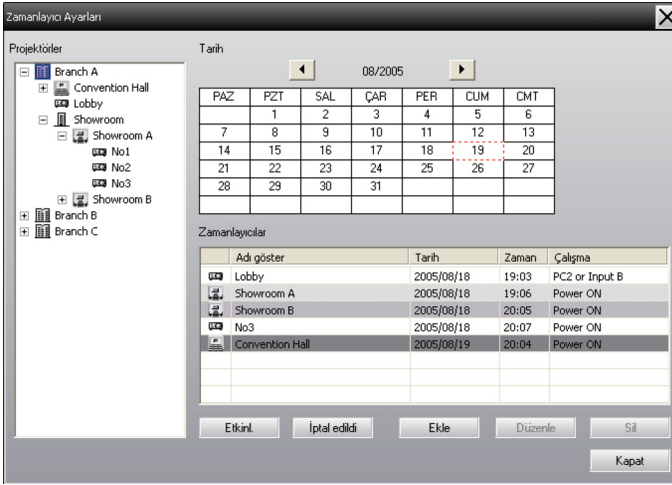 Zamanlayıcı Ayarları
Projektörler
Branch A
Convention Hall
Lobby
Showroom
Showroom A
No1
No2
No3
Showroom B
Branch B
Branch C
Tarih
08/2005
PAZ PZT SAL ÇAR PER CUM CMT
1 2 3 4 5 6
7 8 9 10 11 12 13
14 15 16 17 18 19 20
21 22 23 24 25 26 27
28 29 30 31
Zamanlayıcılar
Adı göster Tarih Zaman Çalışma
Lobby 2005/08/18 19:03 PC2 or Input B
Showroom A 2005/08/18 19:06 Power ON
Showroom B 2005/08/18 20:05 Power ON
No3 2005/08/18 20:07 Power ON
Convention Hall 2005/08/19 20:04 Power ON
Etkinl. İptal edildi Ekle Düzenle Sil
Kapat